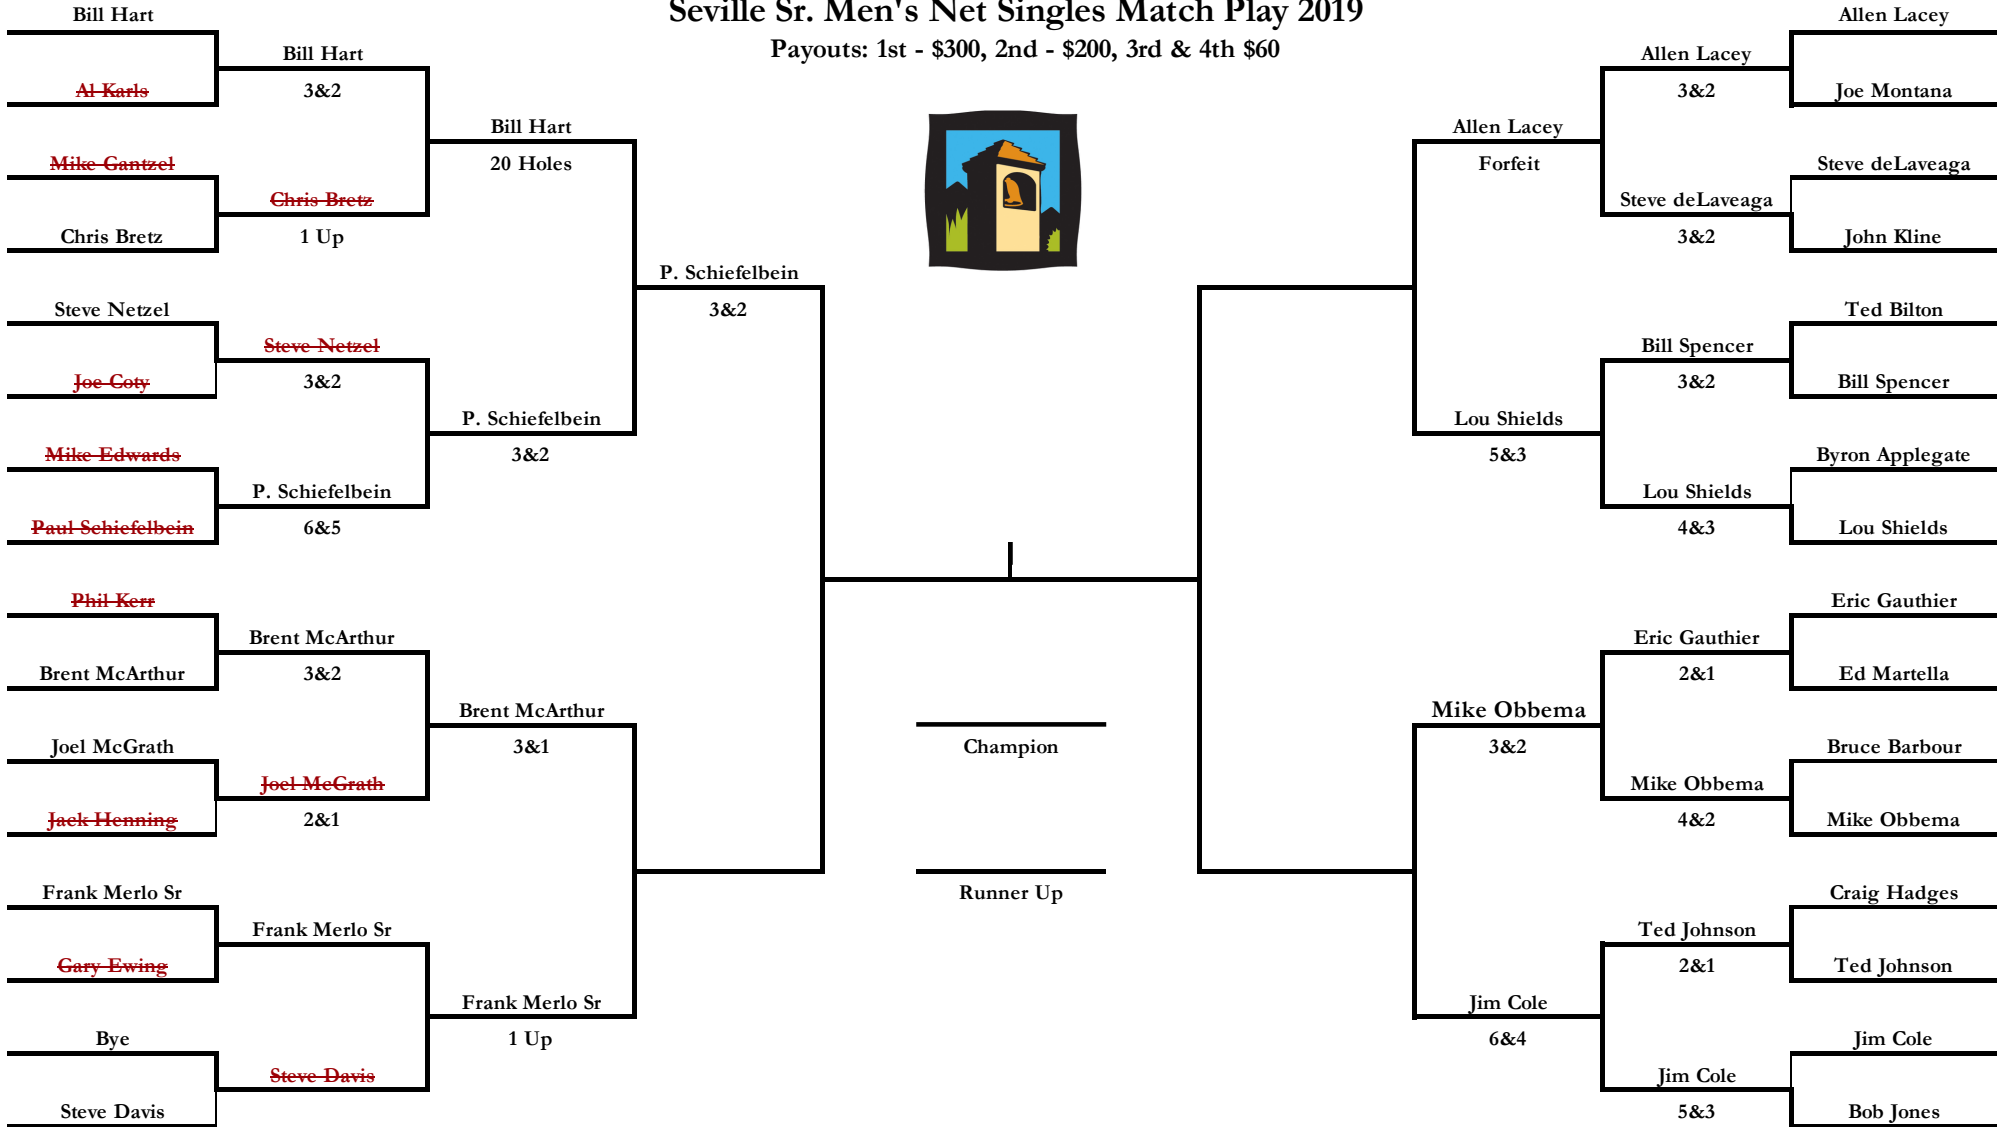 Seville Sr. Men's Net Singles Match Play 2019
Payouts: 1st - $300, 2nd - $200, 3rd & 4th $60
Bill Hart
Al Karls
Mike Gantzel
Chris Bretz
Steve Netzel
Joe Coty
Mike Edwards
Paul Schiefelbein
Phil Kerr
Brent McArthur
Joel McGrath
Jack Henning
Frank Merlo Sr
Gary Ewing
Bye
Steve Davis
Bill Hart
3&2
Chris Bretz
1 Up
Steve Netzel
3&2
P. Schiefelbein
6&5
Brent McArthur
3&2
Joel McGrath
2&1
Frank Merlo Sr
Steve Davis
Bill Hart
20 Holes
P. Schiefelbein
3&2
Brent McArthur
3&1
Frank Merlo Sr
1 Up
P. Schiefelbein
3&2
Champion
Runner Up
Allen Lacey
Forfeit
Lou Shields
5&3
Mike Obbema
3&2
Jim Cole
6&4
Allen Lacey
3&2
Steve deLaveaga
3&2
Bill Spencer
3&2
Lou Shields
4&3
Eric Gauthier
2&1
Mike Obbema
4&2
Ted Johnson
2&1
Jim Cole
5&3
Allen Lacey
Joe Montana
Steve deLaveaga
John Kline
Ted Bilton
Bill Spencer
Byron Applegate
Lou Shields
Eric Gauthier
Ed Martella
Bruce Barbour
Mike Obbema
Craig Hadges
Ted Johnson
Jim Cole
Bob Jones